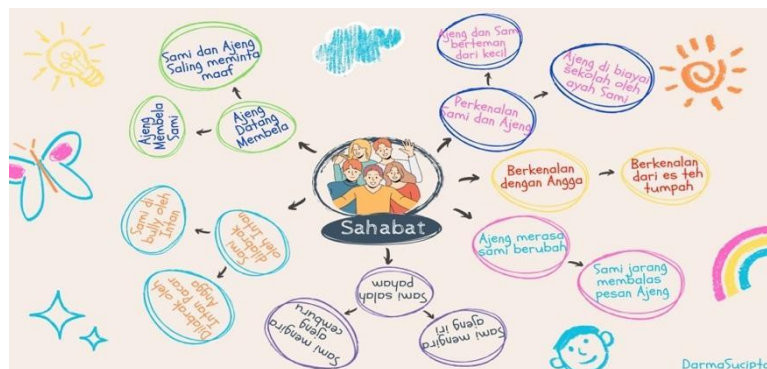 Sami dan Ajeng
Saling meminta
maaf
Ajeng
Membela
Sami
Ajeng
Datang
Membela
Ajeng dan Sami
berteman
dari kecil
Ajeng di biayai
sekolah oleh
ayah Sami
Perkenalan
Sami dan Ajeng
Berkenalan
dengan Angga
Berkenalan
dari es teh
tumpah
Sahabat
Sami di
bully oleh
Intan
Sami
dilabrak
oleh Intan
Dilabrak oleh
Intan Pacar
Angga
Ajeng merasa
sami berubah
Sami jarang
membalas
pesan Ajeng
Sami salah
paham
Sami mengira
ajeng
cemburu
Sami mengira
ajeng iri
DarmaSucipta